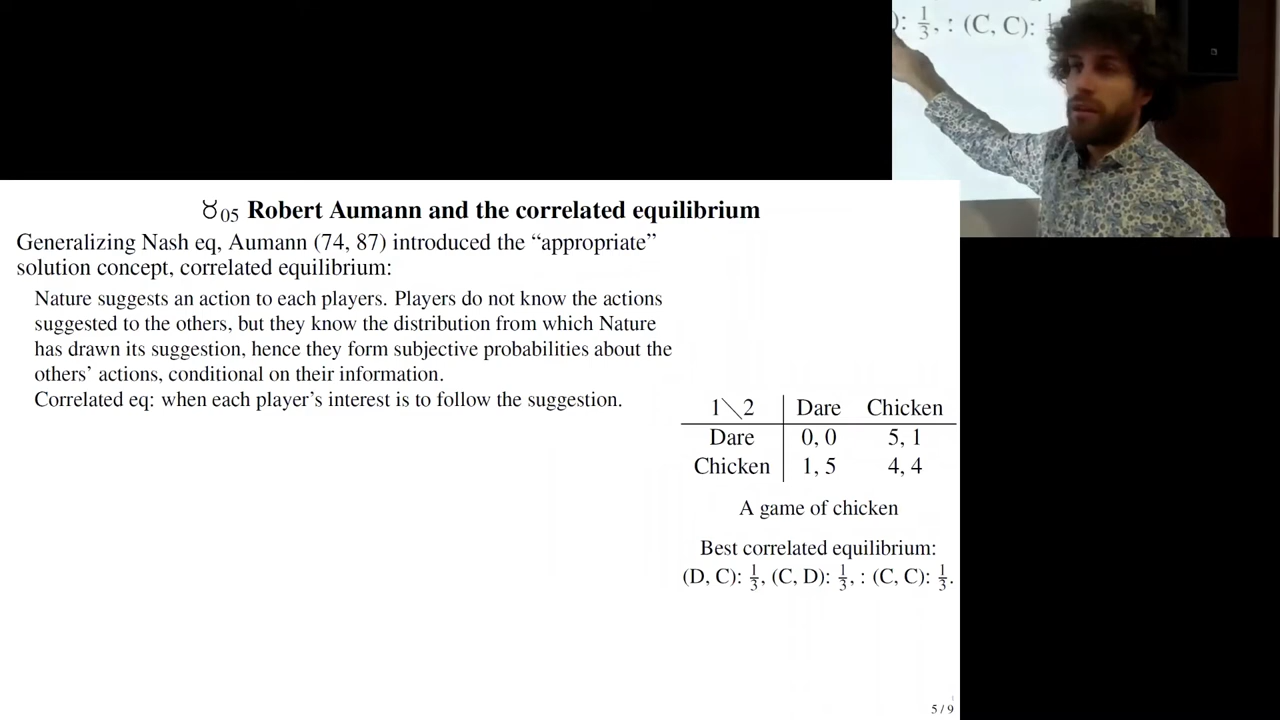 ): 1/3, : (C, C):
♉05 Robert Aumann and the correlated equilibrium
Generalizing Nash eq, Aumann (74, 87) introduced the “appropriate”
solution concept, correlated equilibrium:
Nature suggests an action to each players. Players do not know the actions
suggested to the others, but they know the distribution from which Nature
has drawn its suggestion, hence they form subjective probabilities about the
others’ actions, conditional on their information.
Correlated eq: when each player’s interest is to follow the suggestion.
1\2 Dare Chicken
Dare 0, 0 5, 1
Chicken 1, 5 4, 4
A game of chicken
Best correlated equilibrium:
(D, C): 1/3, (C, D): 1/3, : (C, C): 1/3.
5 / 9